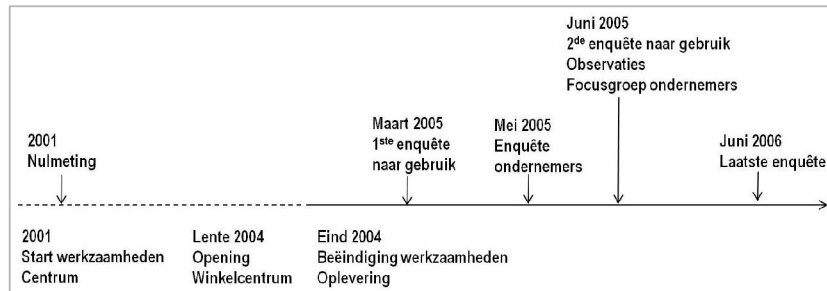 2001
Nulmeting
Maart 2005
1ste enquête
naar gebruik
Mei 2005
Enquête
ondernemers
Juni 2005
2de enquête naar gebruik
Observaties
Focusgroep ondernemers
Juni 2006
Laatste enquête
2001
Start werkzaamheden
Centrum
Lente 2004
Opening
Winkelcentrum
Eind 2004
Beëindiging werkzaamheden
Oplevering